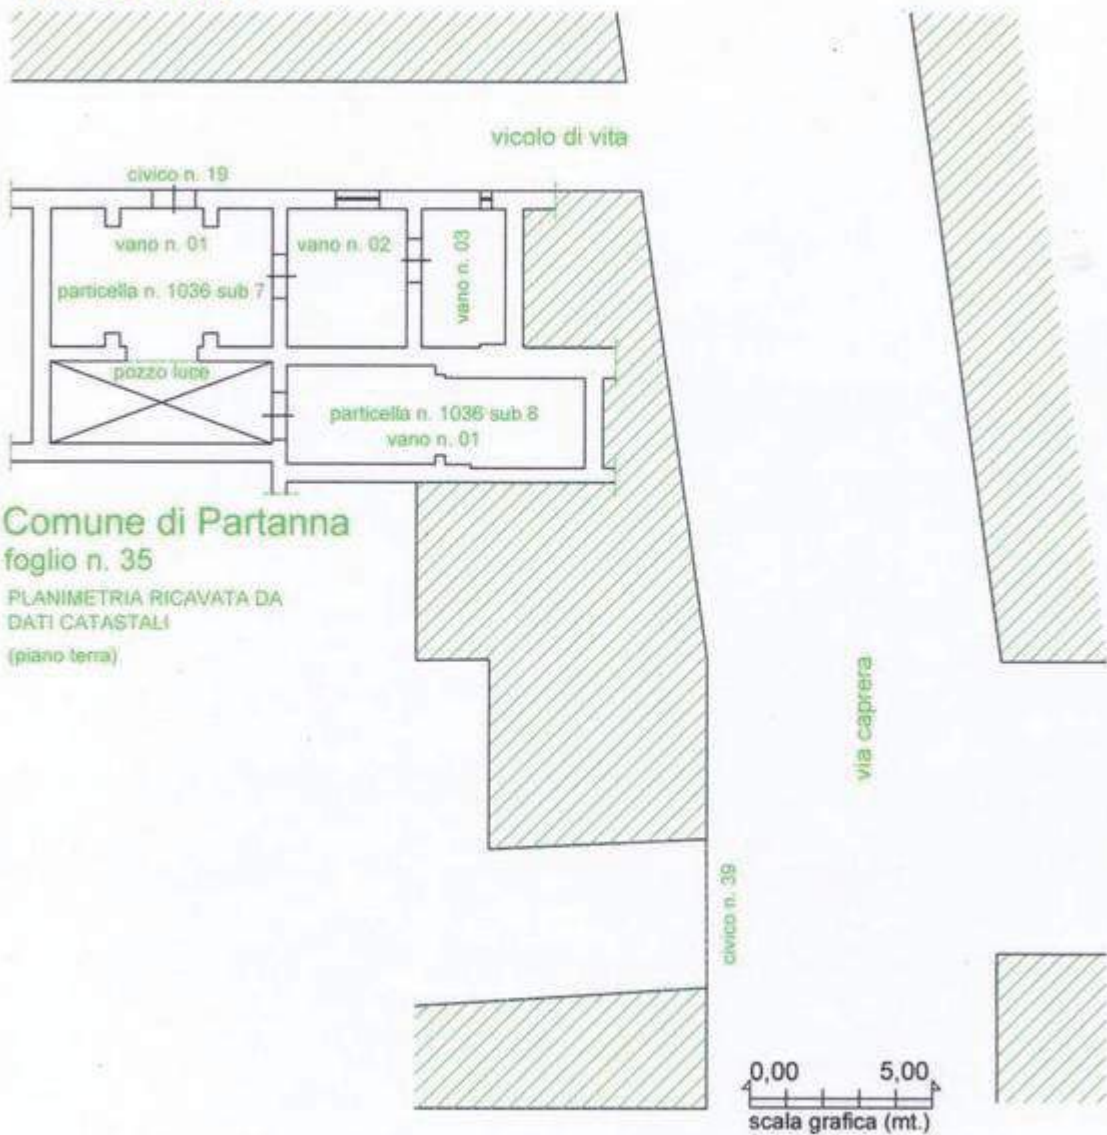 vicolo di vita
civico n. 19
vano n. 01
vano n. 02
vano n. 03
particella n. 1036 sub 7
pozzo luce
particella n. 1036 sub 8
vano n. 01
Comune di Partanna
foglio n. 35
PLANIMETRIA RICAVATA DA
DATI CATASTALI
(piano terra)
via caprera
civico n. 39
0,00 5,00
scala grafica (mt.)